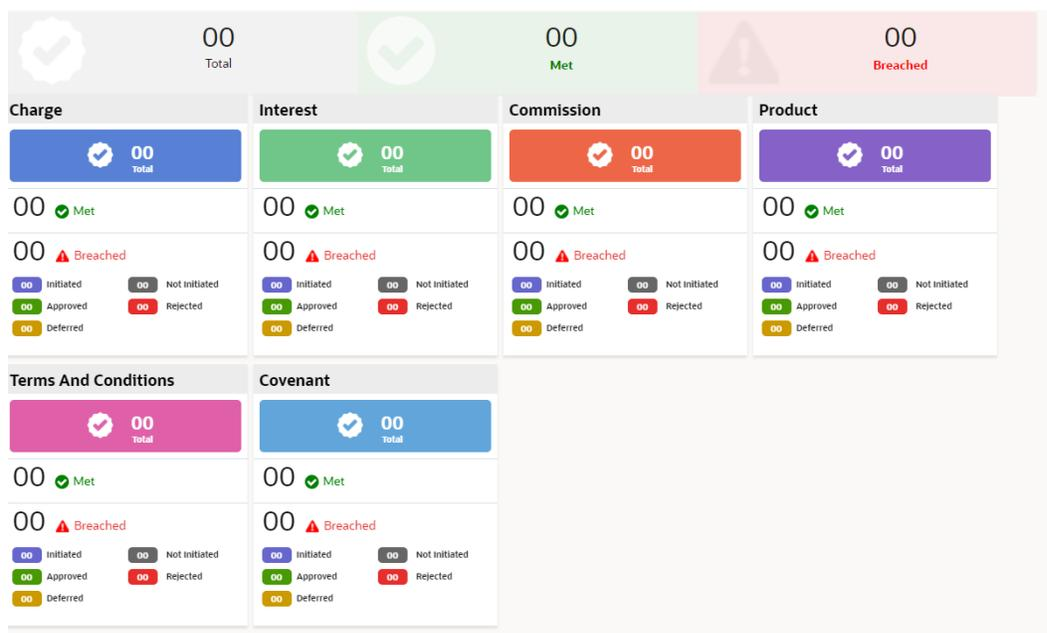 00
Total
00
Met
00
Breached
Charge
00
Total
00 Met
00 Breached
00 Initiated 00 Not Initiated
00 Approved 00 Rejected
00 Deferred
Interest
00
Total
00 Met
00 Breached
00 Initiated 00 Not Initiated
00 Approved 00 Rejected
00 Deferred
Commission
00
Total
00 Met
00 Breached
00 Initiated 00 Not Initiated
00 Approved 00 Rejected
00 Deferred
Product
00
Total
00 Met
00 Breached
00 Initiated 00 Not Initiated
00 Approved 00 Rejected
00 Deferred
Terms And Conditions
00
Total
00 Met
00 Breached
00 Initiated 00 Not Initiated
00 Approved 00 Rejected
00 Deferred
Covenant
00
Total
00 Met
00 Breached
00 Initiated 00 Not Initiated
00 Approved 00 Rejected
00 Deferred